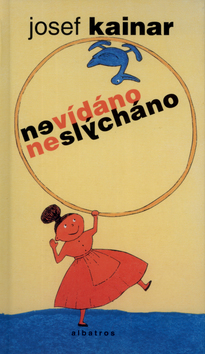 josef kainar
nevídáno
neslýcháno
albatros